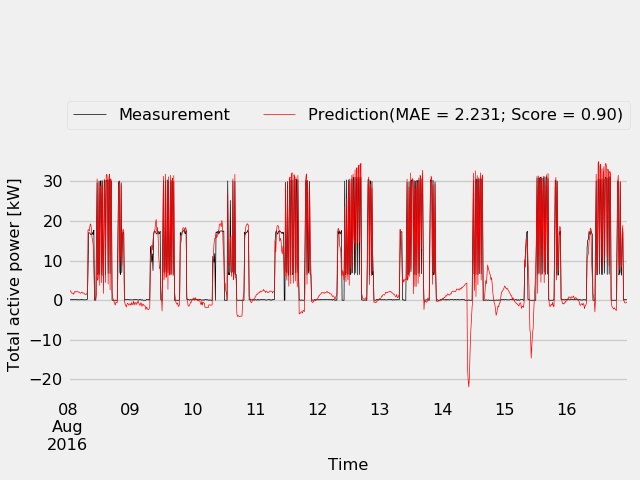 Measurement
Prediction(MAE = 2.231; Score = 0.90)
Total active power [kW]
30
20
10
0
−10
−20
08 09 10 11 12 13 14 15 16
Aug
2016
Time